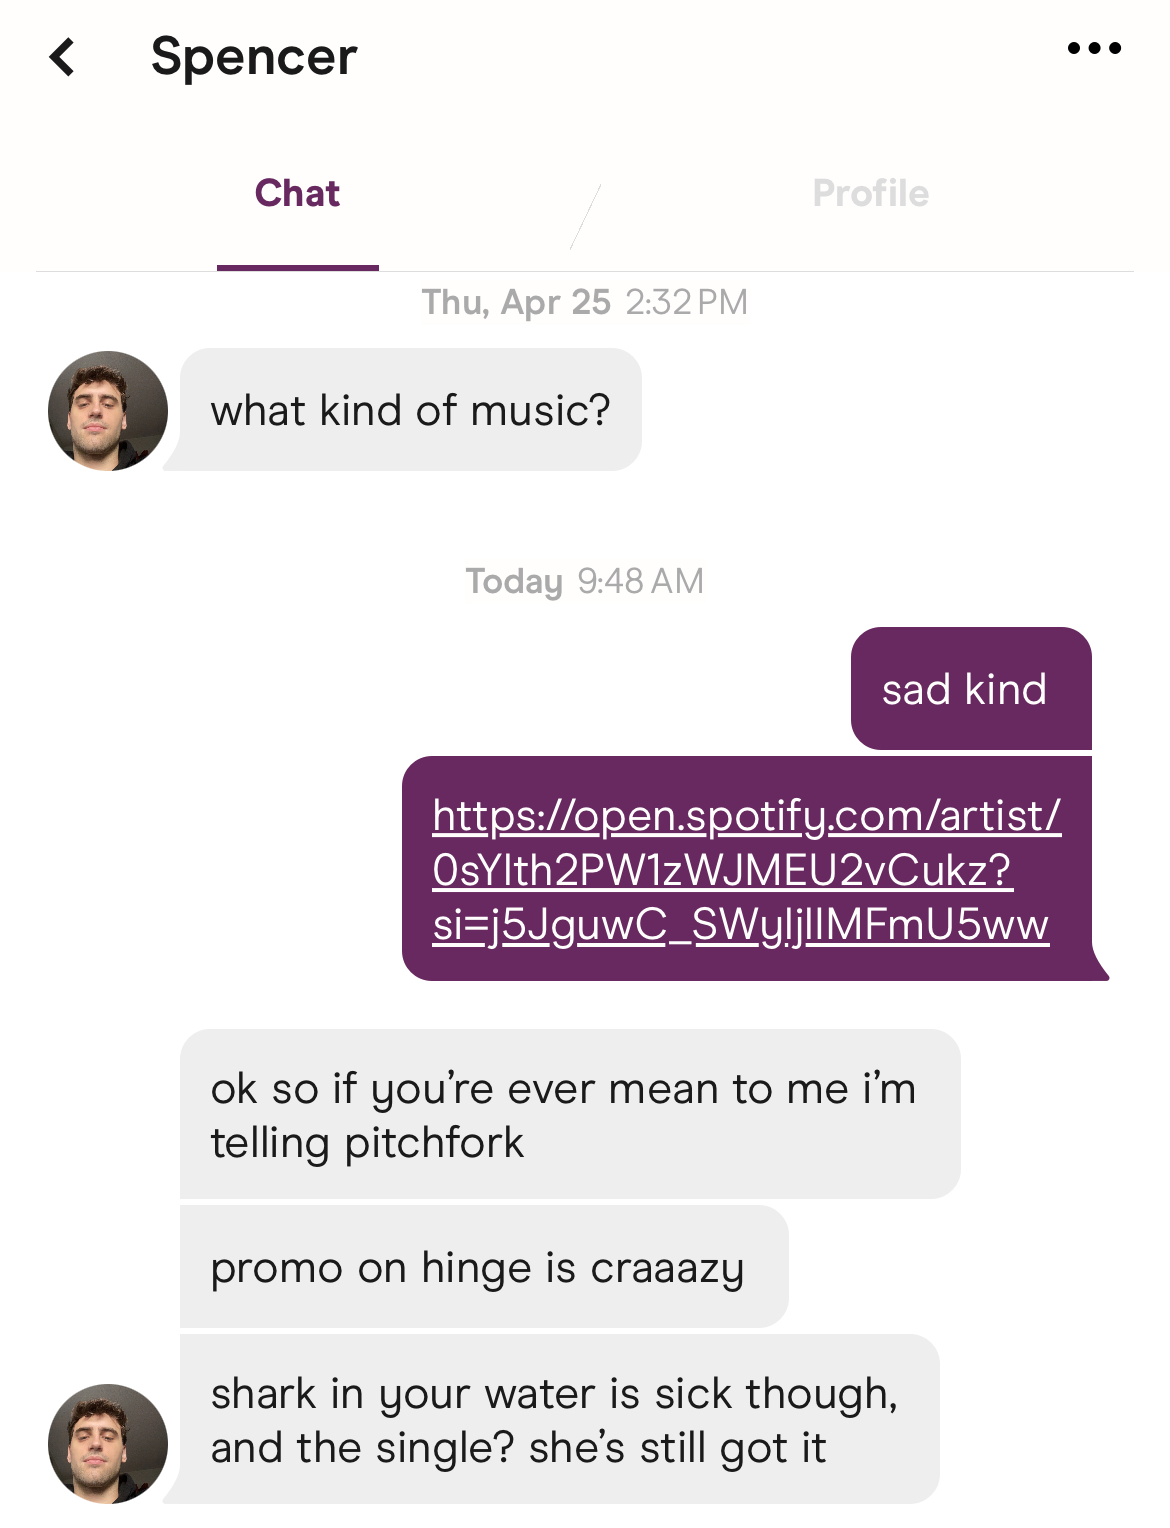 Spencer
Chat
Profile
Thu, Apr 25 2:32 PM
what kind of music?
Today 9:48 AM
sad kind
https://open.spotify.com/artist/
0sYIth2PW1zWJMEU2vCukz?
si=j5JguwC_SWyljlIMFmU5ww
ok so if you’re ever mean to me i’m
telling pitchfork
promo on hinge is craaazy
shark in your water is sick though,
and the single? she’s still got it